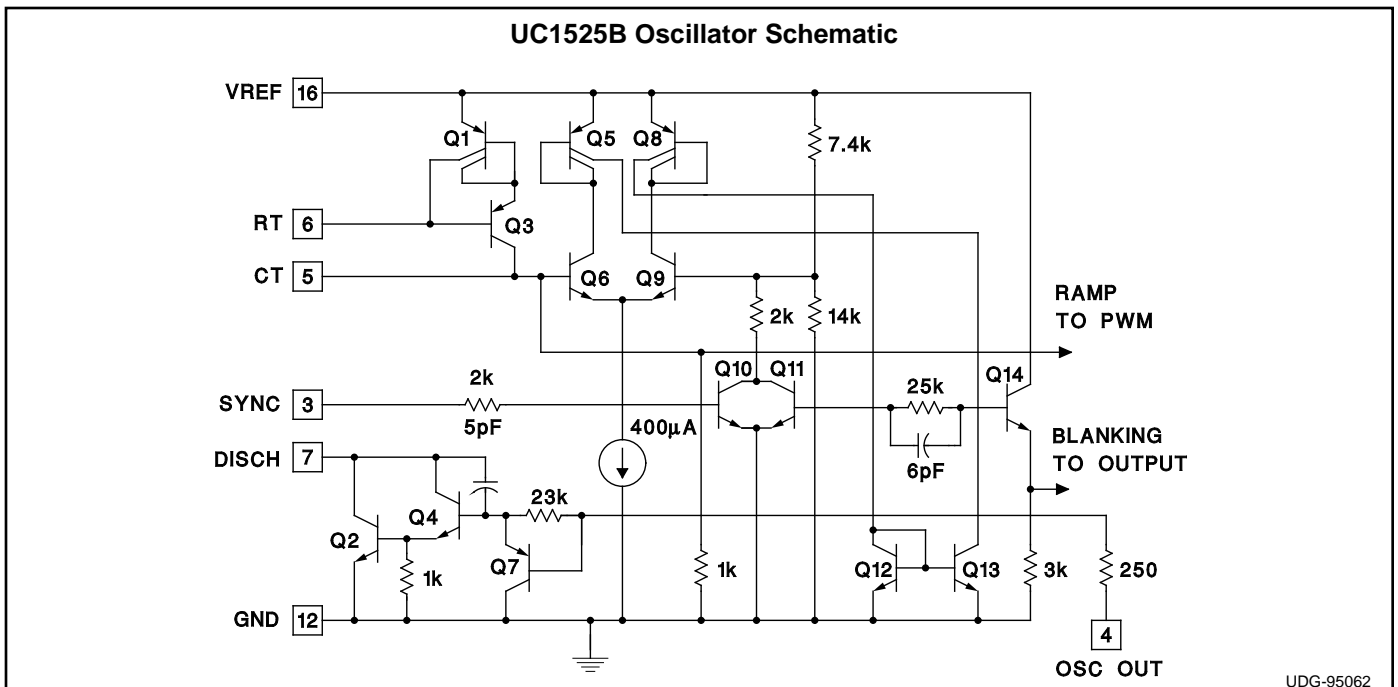 UC1525B Oscillator Schematic
VREF 16
Q1
Q5
Q8
7.4k
RT 6
Q3
CT 5
Q6
Q9
2k
14k
RAMP
TO PWM
Q10
Q11
Q14
2k
25k
SYNC 3
5pF
400µA
6pF
BLANKING
TO OUTPUT
DISCH 7
23k
Q4
Q2
1k
Q7
1k
Q12
Q13
3k
250
GND 12
4
OSC OUT
UDG-95062